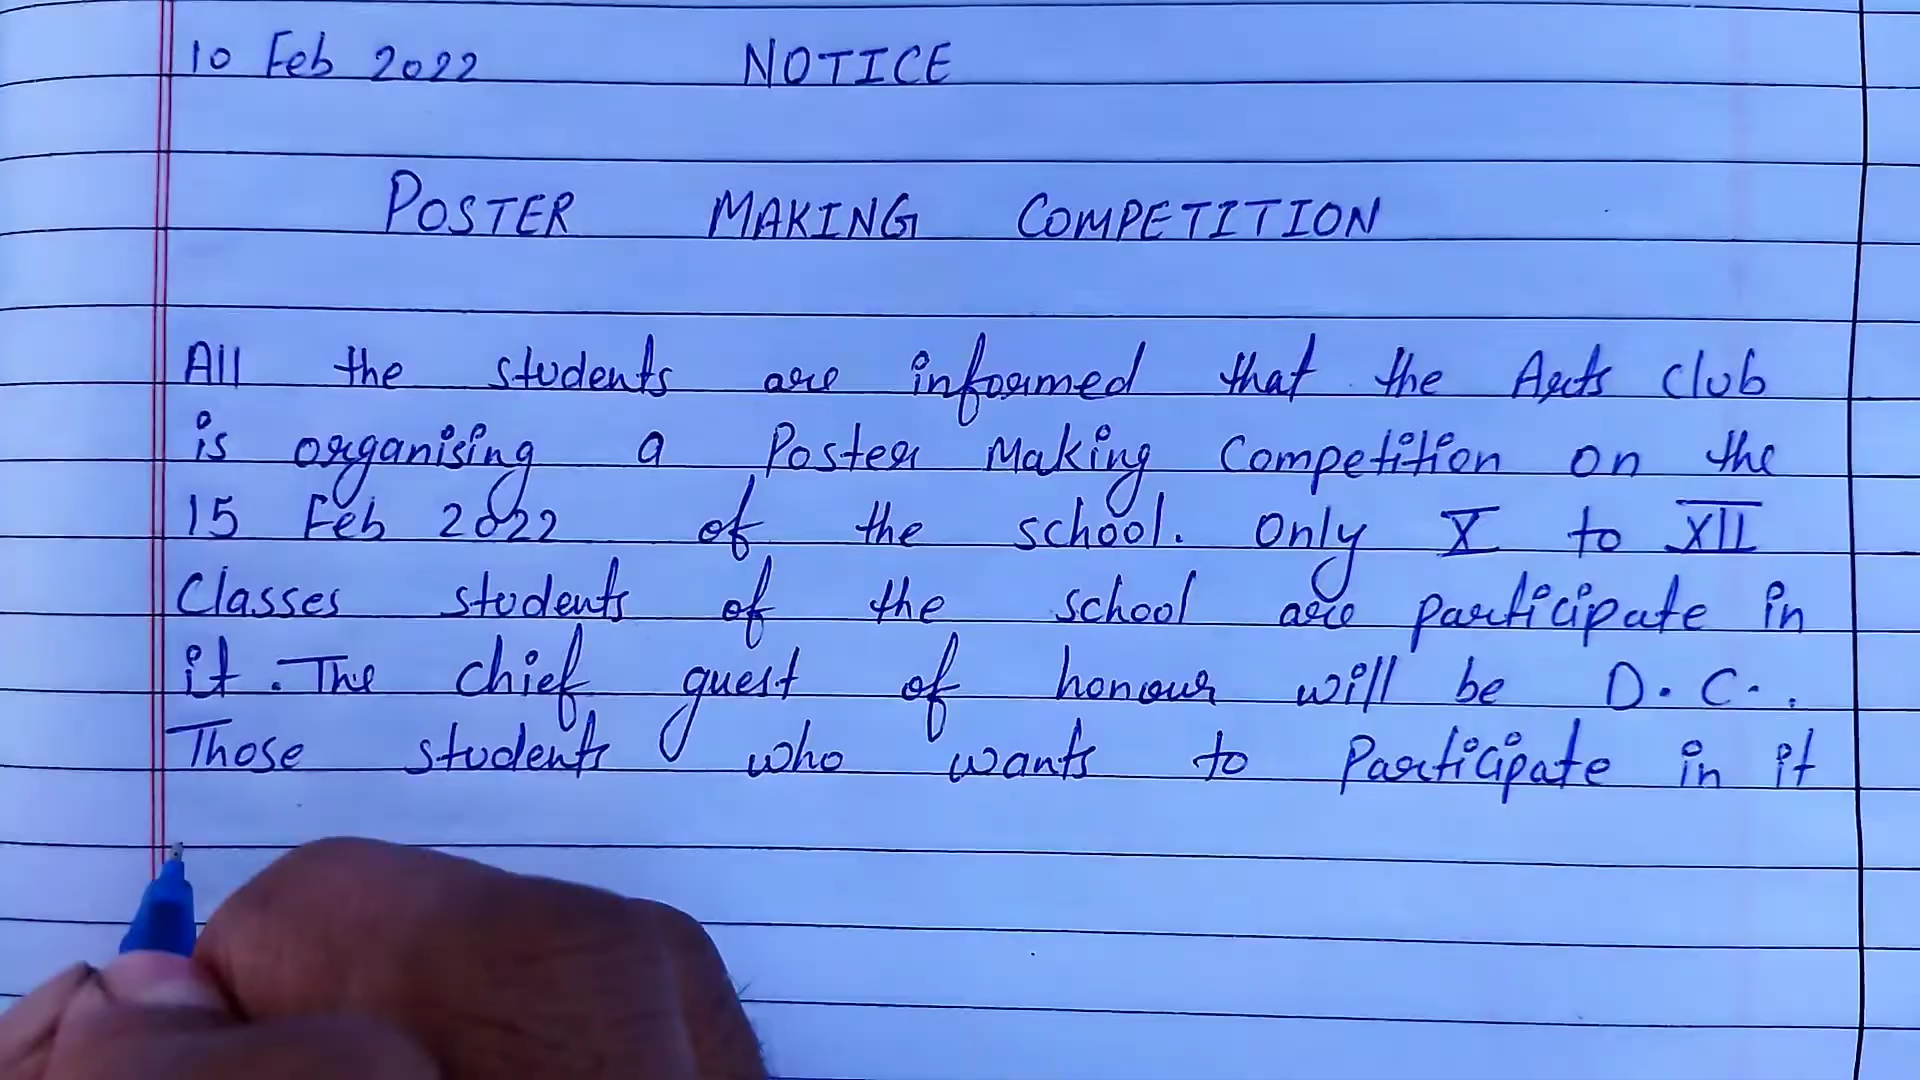 10 Feb 2022 NOTICE
POSTER MAKING COMPETITION
All the students are informed that the Arts Club
is organising a Poster Making Competition on the
15 Feb 2022 of the school. Only X to XII
Classes students of the school are participate in
it. The chief guest of honour will be D.C..
Those students who wants to Participate in it